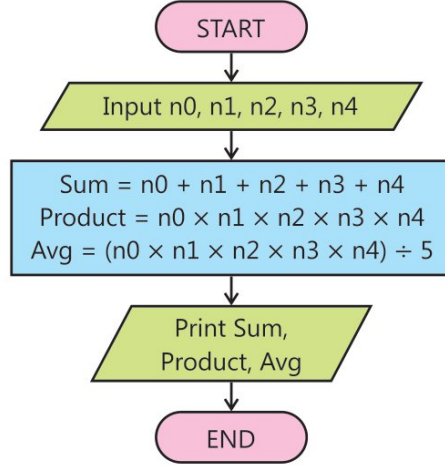 START
Input n0, n1, n2, n3, n4
Sum = n0 + n1 + n2 + n3 + n4
Product = n0 × n1 × n2 × n3 × n4
Avg = (n0 × n1 × n2 × n3 × n4) ÷ 5
Print Sum,
Product, Avg
END